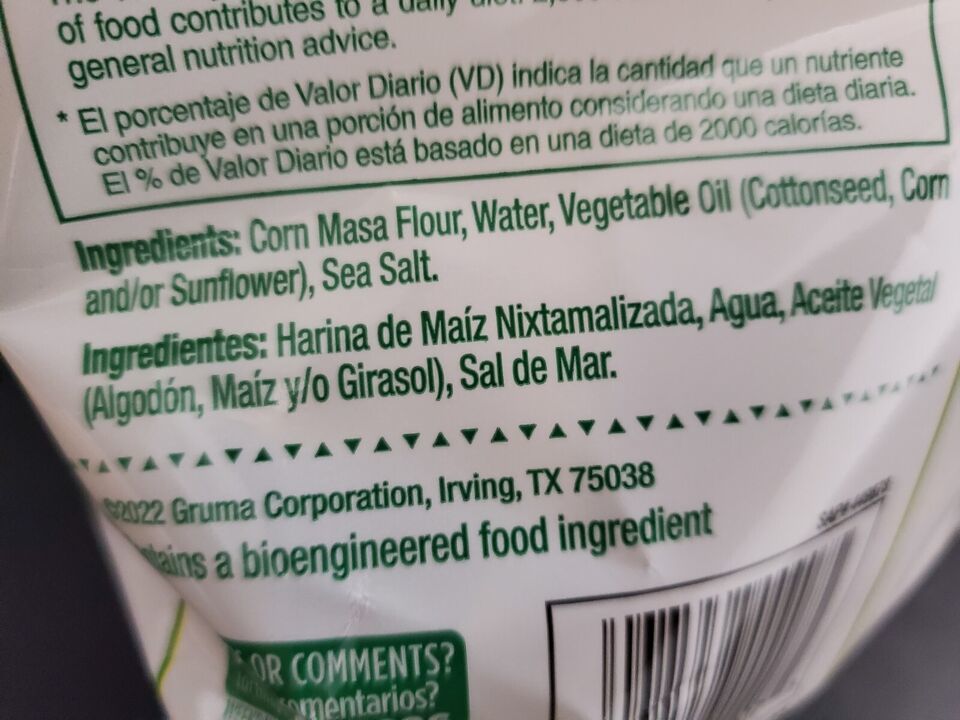 of food contributes to a daily
general nutrition advice.
* El porcentaje de Valor Diario (VD) indica la cantidad que un nutriente
contribuye en una porción de alimento considerando una dieta diaria.
El % de Valor Diario está basado en una dieta de 2000 calorías.
Ingredients: Corn Masa Flour, Water, Vegetable Oil (Cottonseed, Corn
and/or Sunflower), Sea Salt.
Ingredientes: Harina de Maíz Nixtamalizada, Agua, Aceite Vegetal
(Algodón, Maíz y/o Girasol), Sal de Mar.
©2022 Gruma Corporation, Irving, TX 75038
a bioengineered food ingredient
OR COMMENTS?